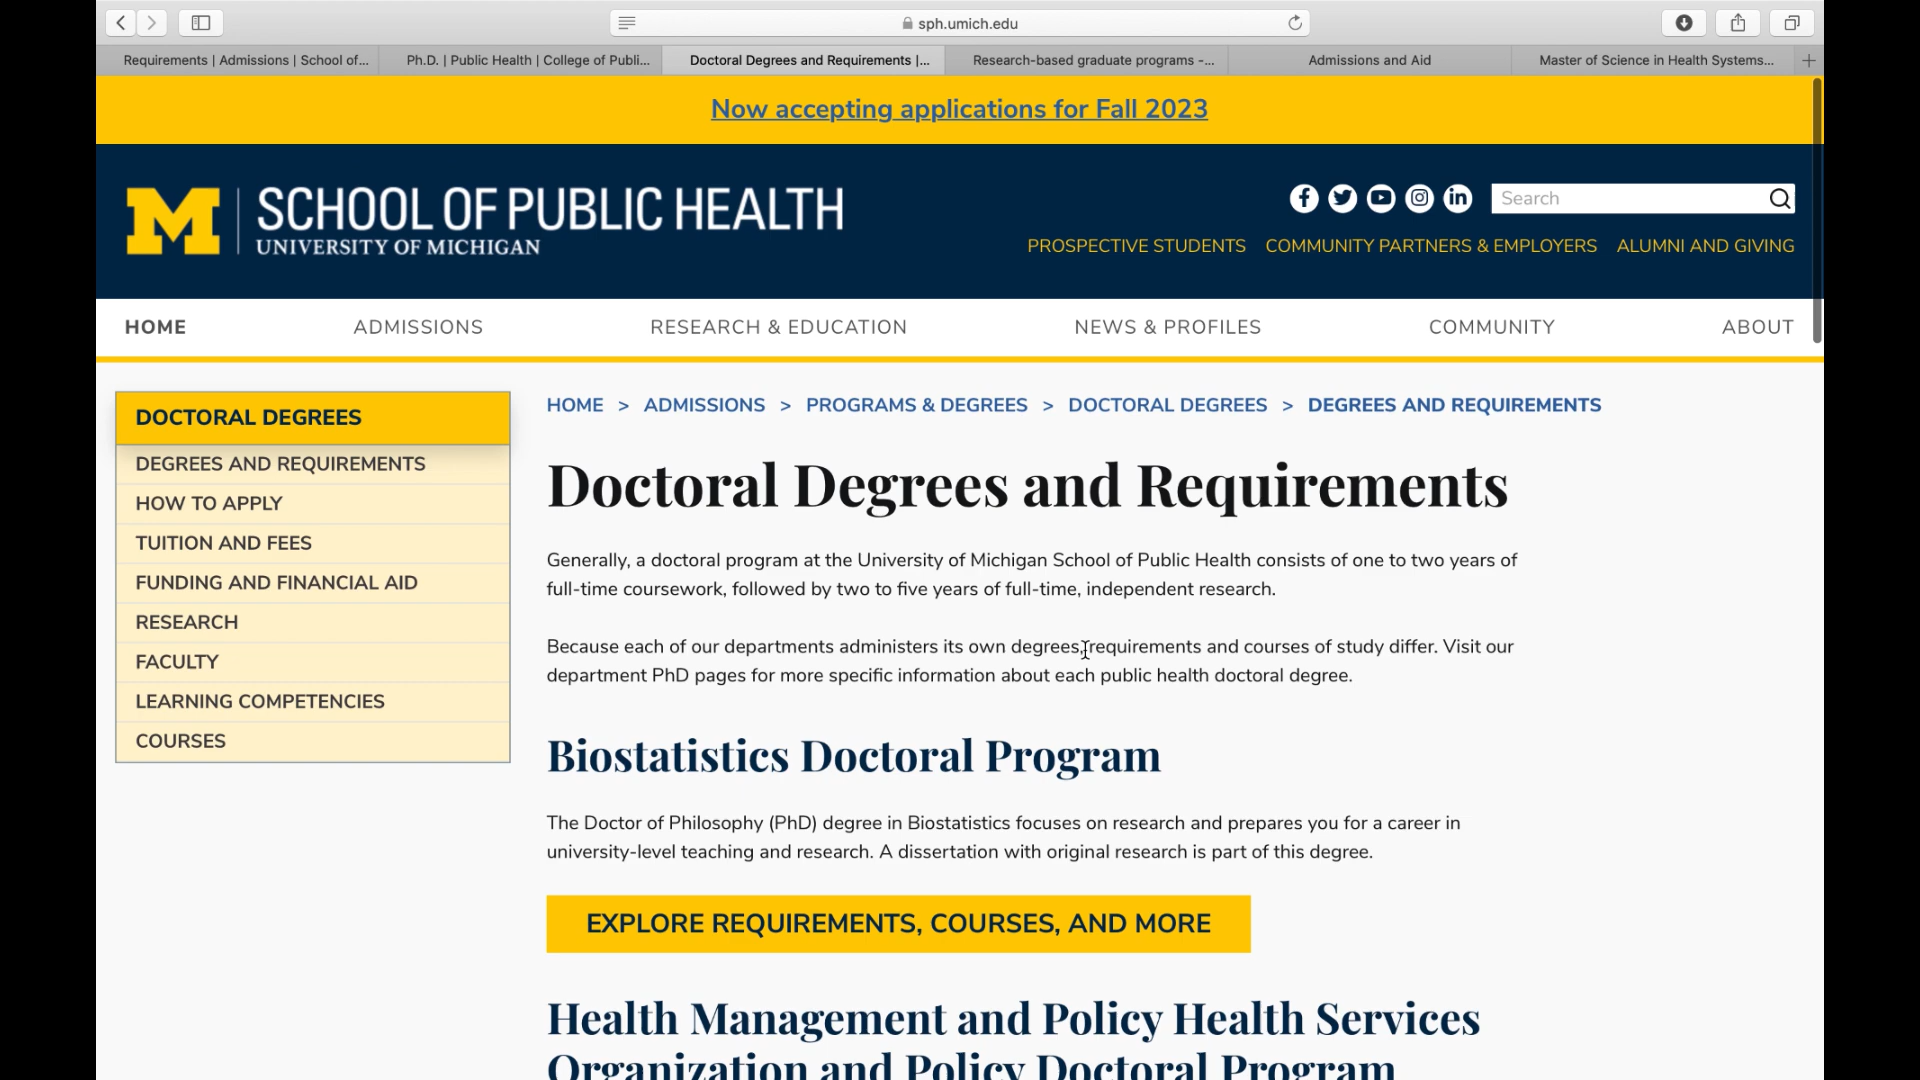 sph.umich.edu
Requirements | Admissions | School of...
Ph.D. | Public Health | College of Publi...
Doctoral Degrees and Requirements |...
Research-based graduate programs -...
Admissions and Aid
Master of Science in Health Systems...
Now accepting applications for Fall 2023
M | SCHOOL OF PUBLIC HEALTH
UNIVERSITY OF MICHIGAN
Search
PROSPECTIVE STUDENTS COMMUNITY PARTNERS & EMPLOYERS ALUMNI AND GIVING
HOME ADMISSIONS RESEARCH & EDUCATION NEWS & PROFILES COMMUNITY ABOUT
DOCTORAL DEGREES
DEGREES AND REQUIREMENTS
HOW TO APPLY
TUITION AND FEES
FUNDING AND FINANCIAL AID
RESEARCH
FACULTY
LEARNING COMPETENCIES
COURSES
HOME > ADMISSIONS > PROGRAMS & DEGREES > DOCTORAL DEGREES > DEGREES AND REQUIREMENTS
Doctoral Degrees and Requirements
Generally, a doctoral program at the University of Michigan School of Public Health consists of one to two years of
full-time coursework, followed by two to five years of full-time, independent research.
Because each of our departments administers its own degrees, requirements and courses of study differ. Visit our
department PhD pages for more specific information about each public health doctoral degree.
Biostatistics Doctoral Program
The Doctor of Philosophy (PhD) degree in Biostatistics focuses on research and prepares you for a career in
university-level teaching and research. A dissertation with original research is part of this degree.
EXPLORE REQUIREMENTS, COURSES, AND MORE
Health Management and Policy Health Services
Organization and Policy Doctoral Program